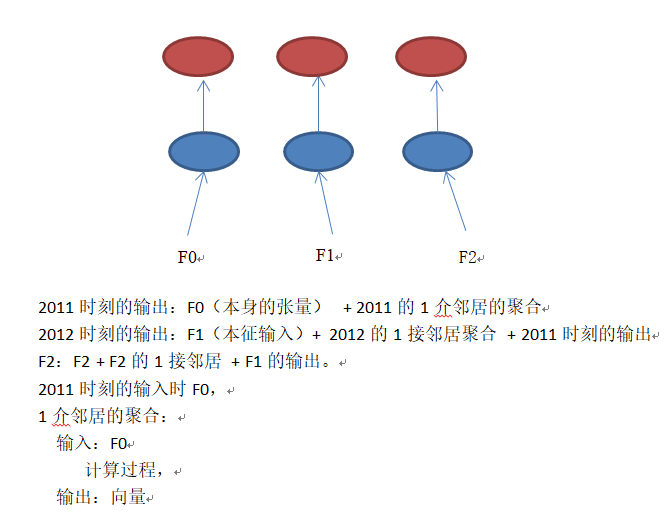 F0
F1
F2
2011 时刻的输出：F0（本身的张量） + 2011 的 1 介邻居的聚合
2012 时刻的输出：F1（本征输入）+ 2012 的 1 接邻居聚合 + 2011 时刻的输出
F2：F2 + F2 的 1 接邻居 + F1 的输出。
2011 时刻的输入时 F0，
1 介邻居的聚合：
输入：F0
计算过程，
输出：向量